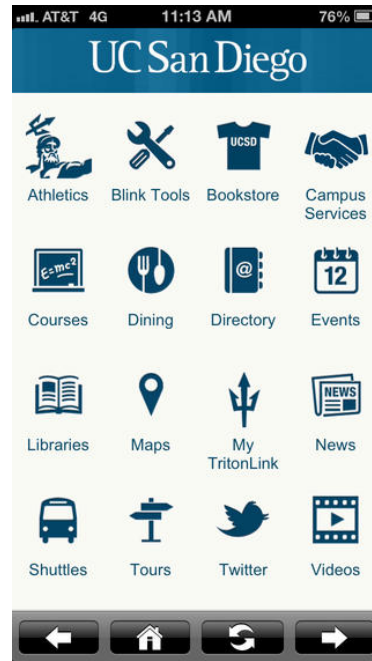 AT&T 4G 11:13 AM 76%
UC San Diego
UCSD
Athletics Blink Tools Bookstore Campus Services
E=mc²
@
12
Courses Dining Directory Events
NEWS
Libraries Maps My TritonLink News
Shuttles Tours Twitter Videos